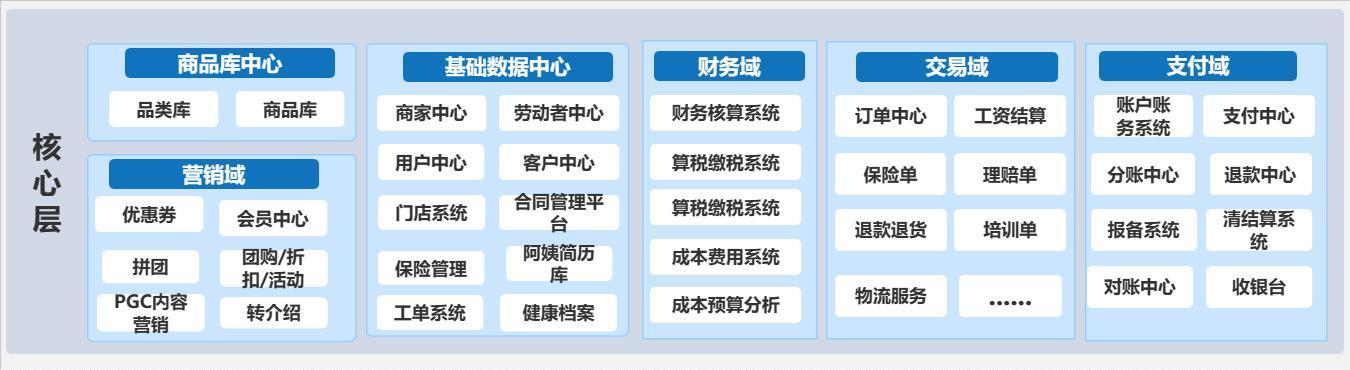 核
心
层
商品库中心
品类库
商品库
营销域
优惠券
会员中心
拼团
团购/折
扣/活动
PGC内容
营销
转介绍
基础数据中心
商家中心
劳动者中心
用户中心
客户中心
门店系统
合同管理平
台
保险管理
阿姨简历
库
工单系统
健康档案
财务域
财务核算系统
算税缴税系统
算税缴税系统
成本费用系统
成本预算分析
交易域
订单中心
工资结算
保险单
理赔单
退款退货
培训单
物流服务
......
支付域
账户账
务系统
支付中心
分账中心
退款中心
报备系统
清结算系
统
对账中心
收银台